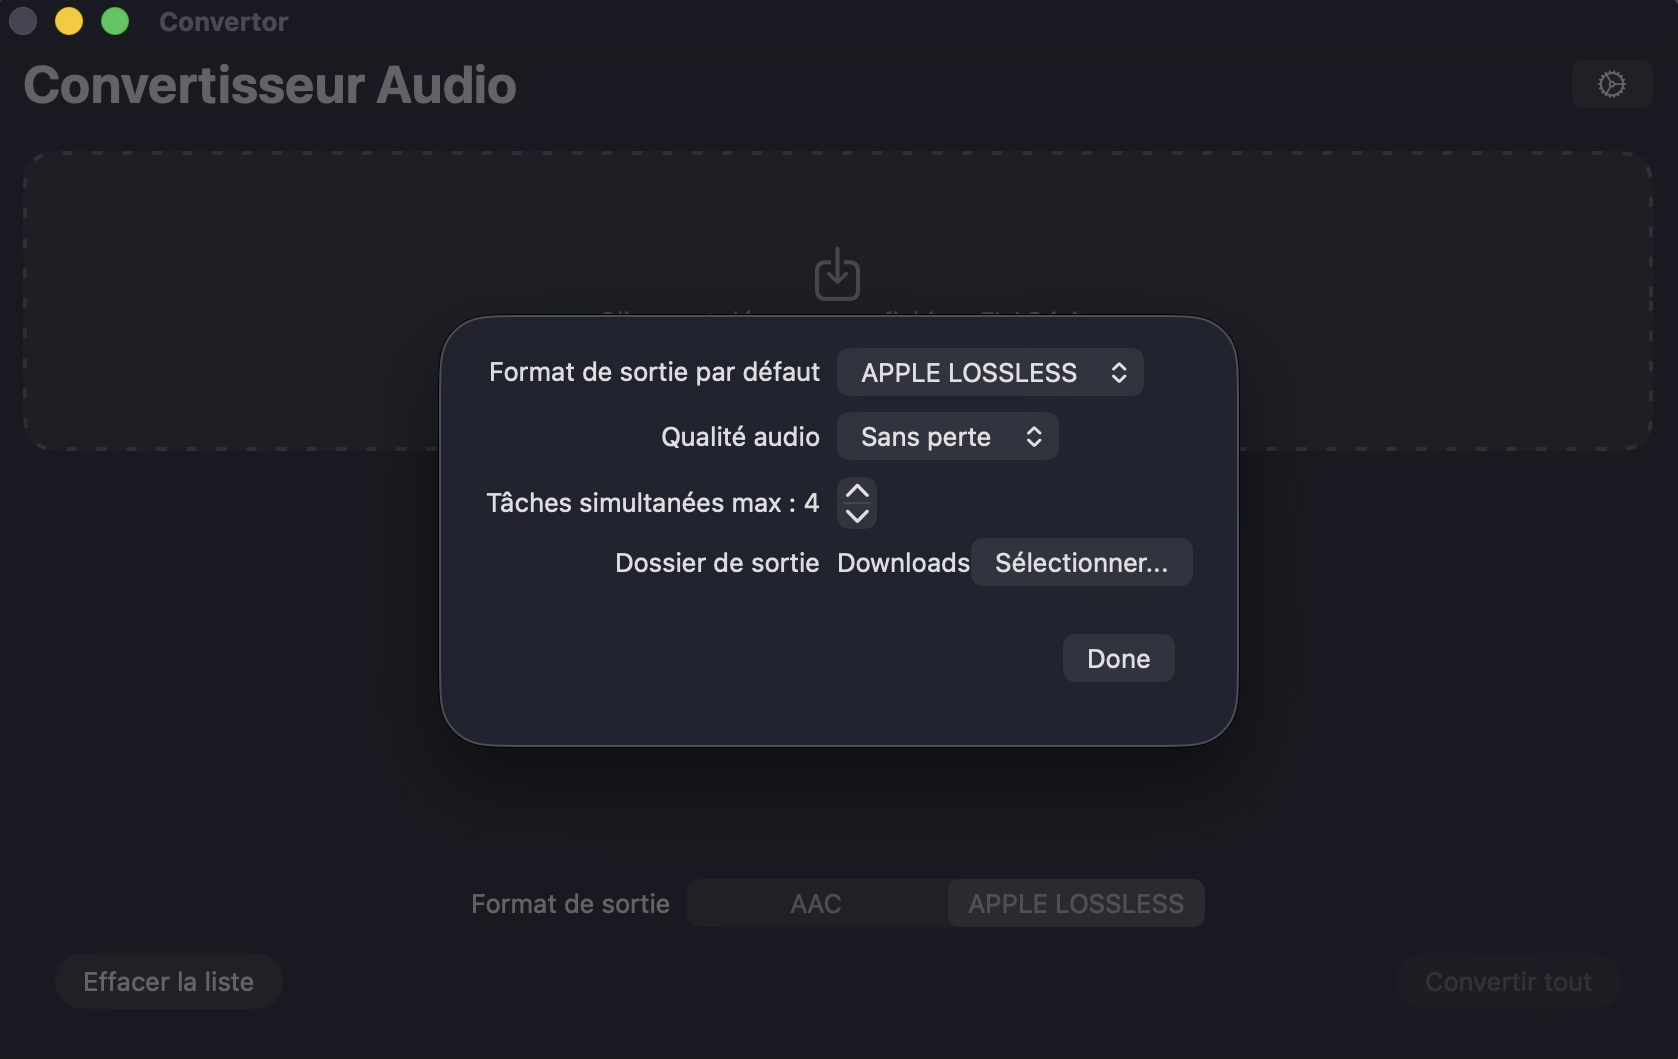 Convertor
Convertisseur Audio
Format de sortie par défaut APPLE LOSSLESS
Qualité audio Sans perte
Tâches simultanées max : 4
Dossier de sortie Downloads Sélectionner...
Done
Format de sortie AAC APPLE LOSSLESS
Effacer la liste Convertir tout